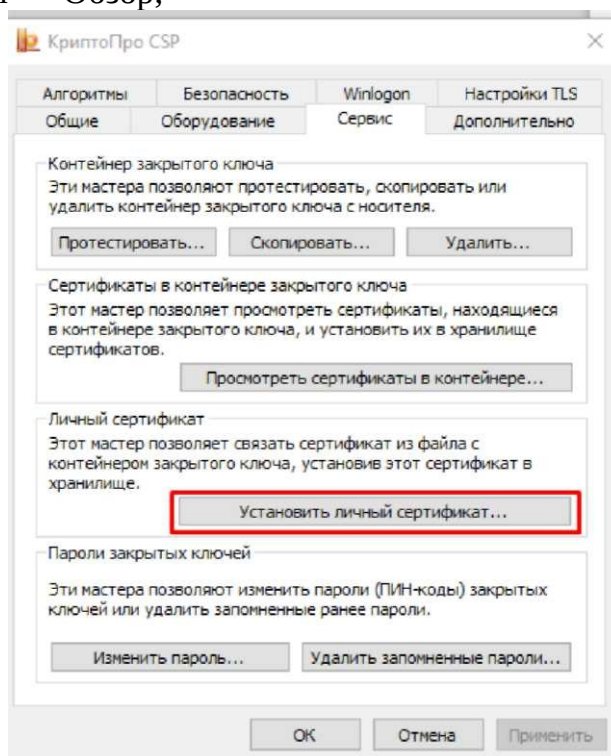 Обзор,
КриптоПро CSP
Алгоритмы Безопасность Winlogon Настройки TLS
Общие Оборудование Сервис Дополнительно
Контейнер закрытого ключа
Эти мастера позволяют протестировать, скопировать или
удалить контейнер закрытого ключа с носителя.
Протестировать... Скопировать... Удалить...
Сертификаты в контейнере закрытого ключа
Этот мастер позволяет просмотреть сертификаты, находящиеся
в контейнере закрытого ключа, и установить их в хранилище
сертификатов.
Просмотреть сертификаты в контейнере...
Личный сертификат
Этот мастер позволяет связать сертификат из файла с
контейнером закрытого ключа, установив этот сертификат в
хранилище.
Установить личный сертификат...
Пароли закрытых ключей
Эти мастера позволяют изменить пароли (ПИН-коды) закрытых
ключей или удалить запомненные ранее пароли.
Изменить пароль... Удалить запомненные пароли...
ОК Отмена Применить